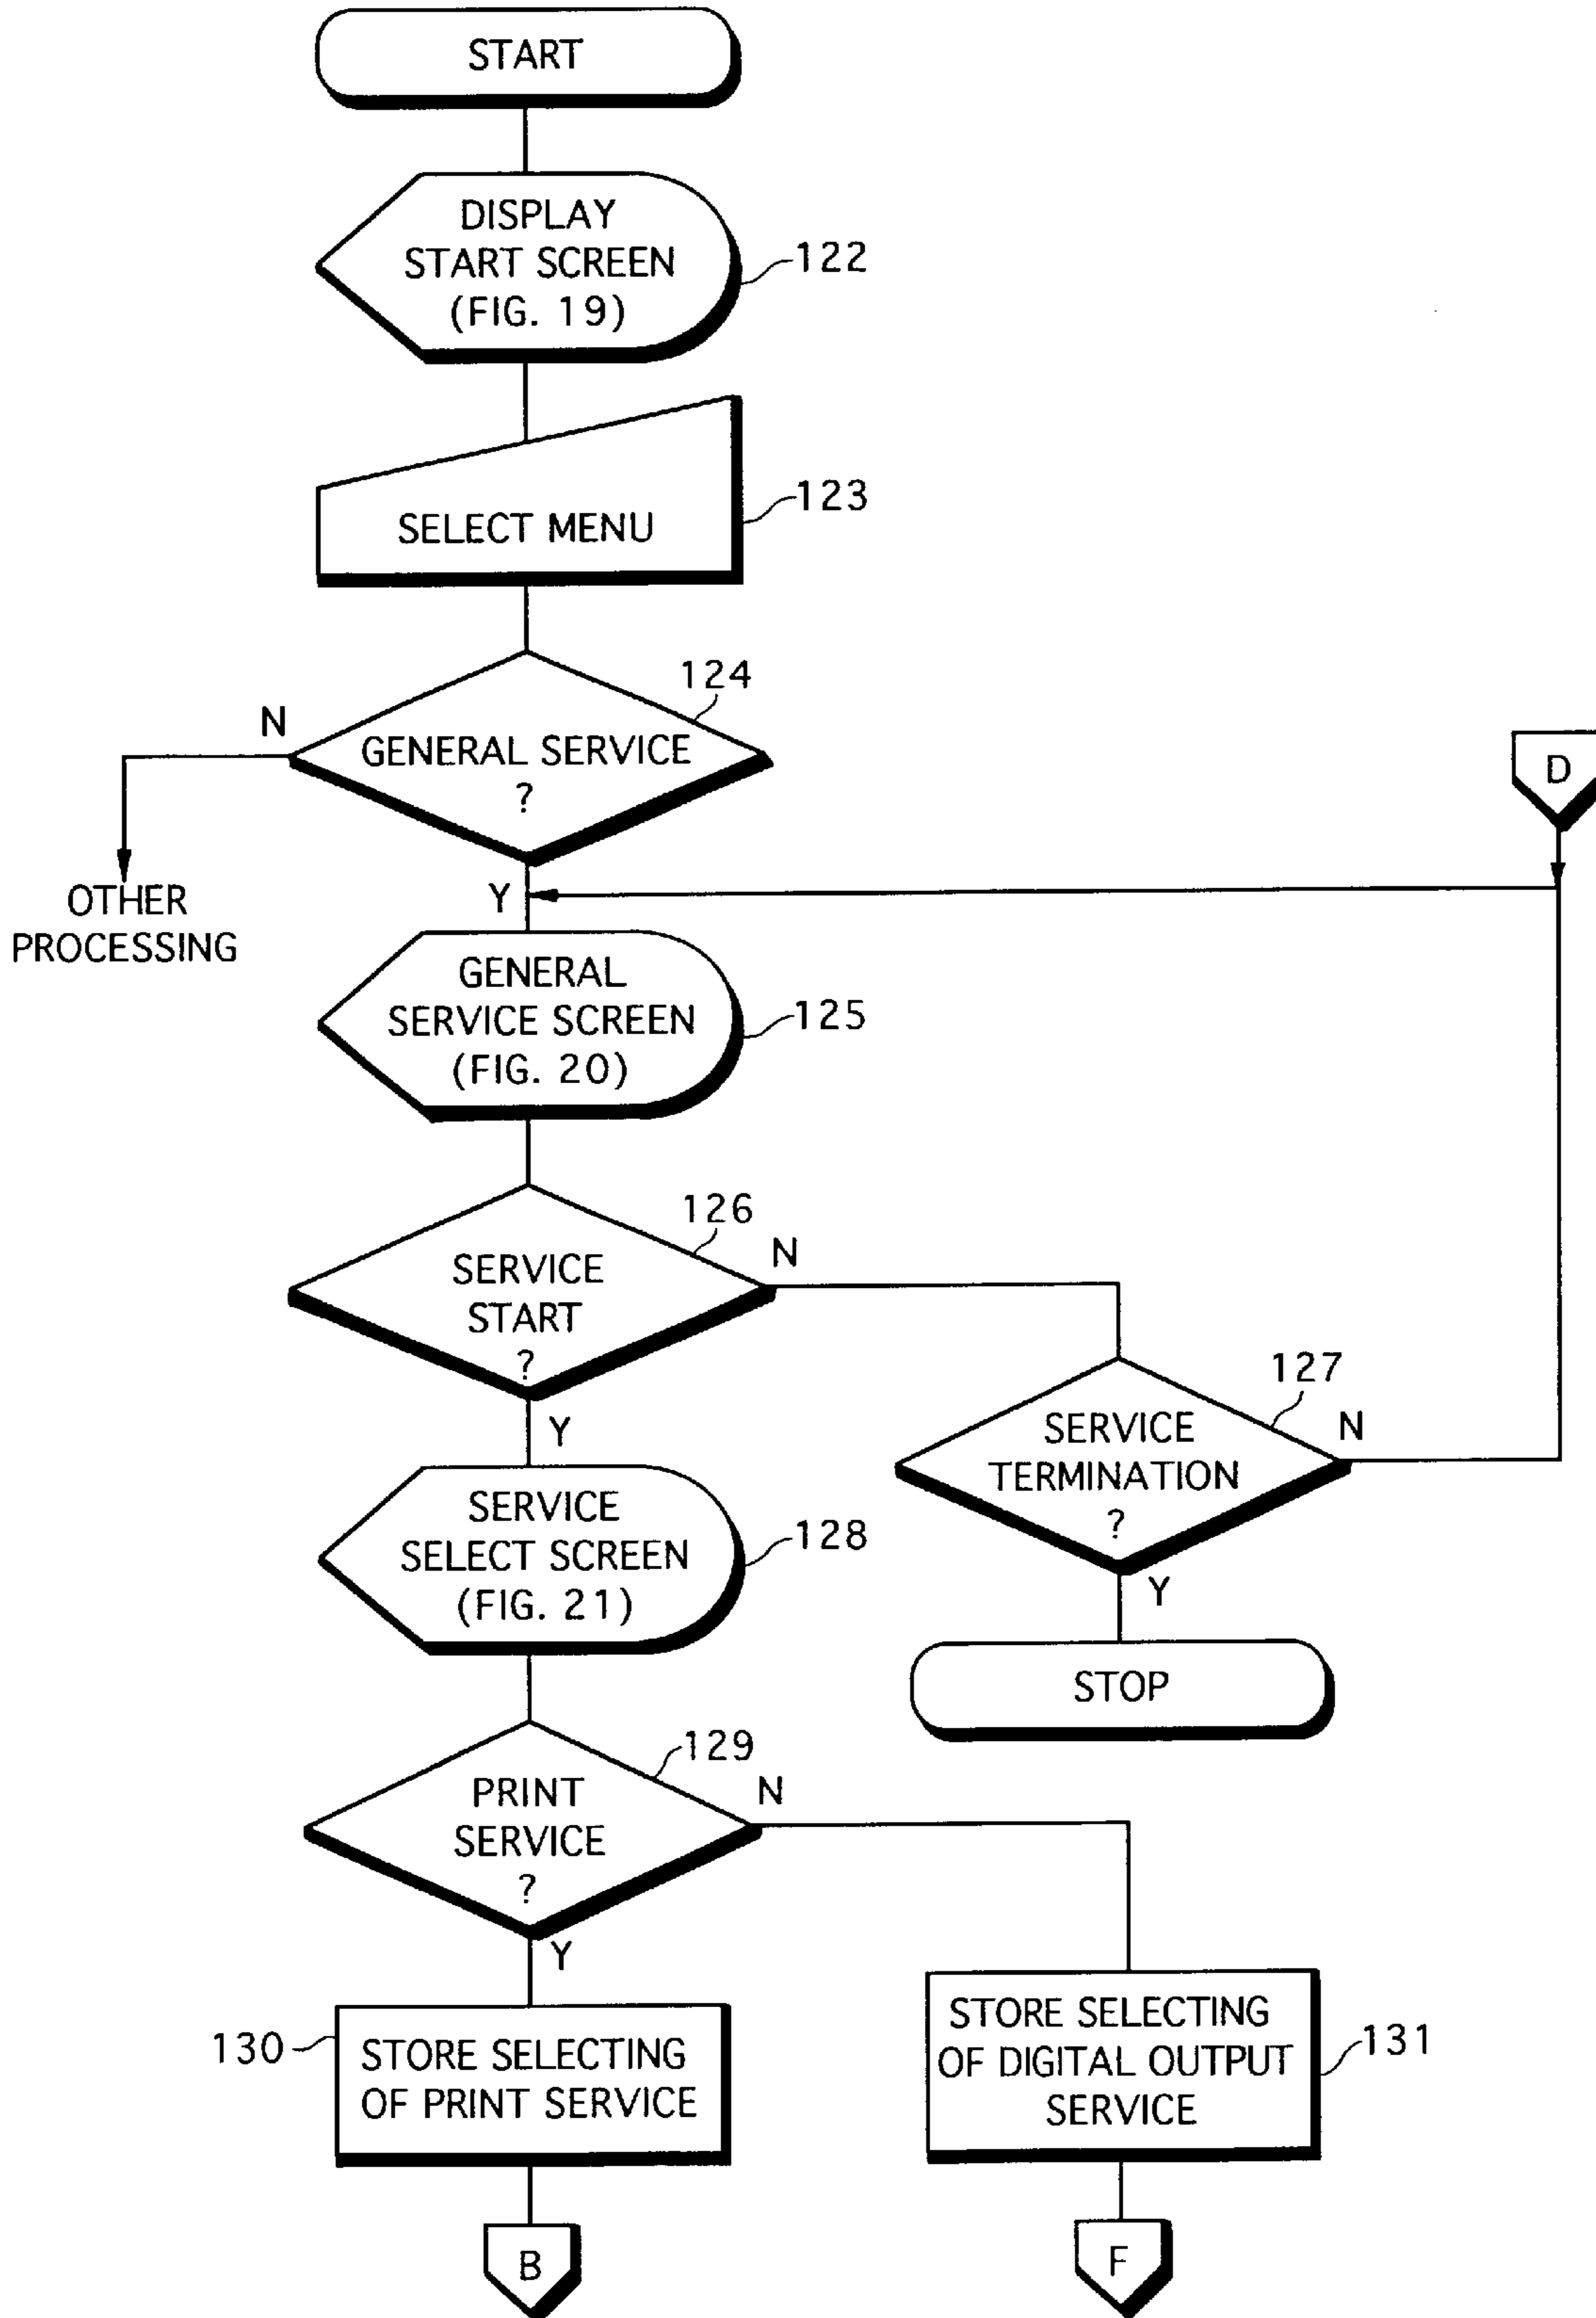 START
DISPLAY
START SCREEN
(FIG. 19)
122
SELECT MENU
123
124
N
GENERAL SERVICE
?
D
OTHER
PROCESSING
Y
GENERAL
SERVICE SCREEN
(FIG. 20)
125
126
N
SERVICE
START
?
Y
127
SERVICE
TERMINATION
?
N
Y
STOP
SERVICE
SELECT SCREEN
(FIG. 21)
128
129
PRINT
SERVICE
?
N
Y
130
STORE SELECTING
OF PRINT SERVICE
STORE SELECTING
OF DIGITAL OUTPUT
SERVICE
131
B
F